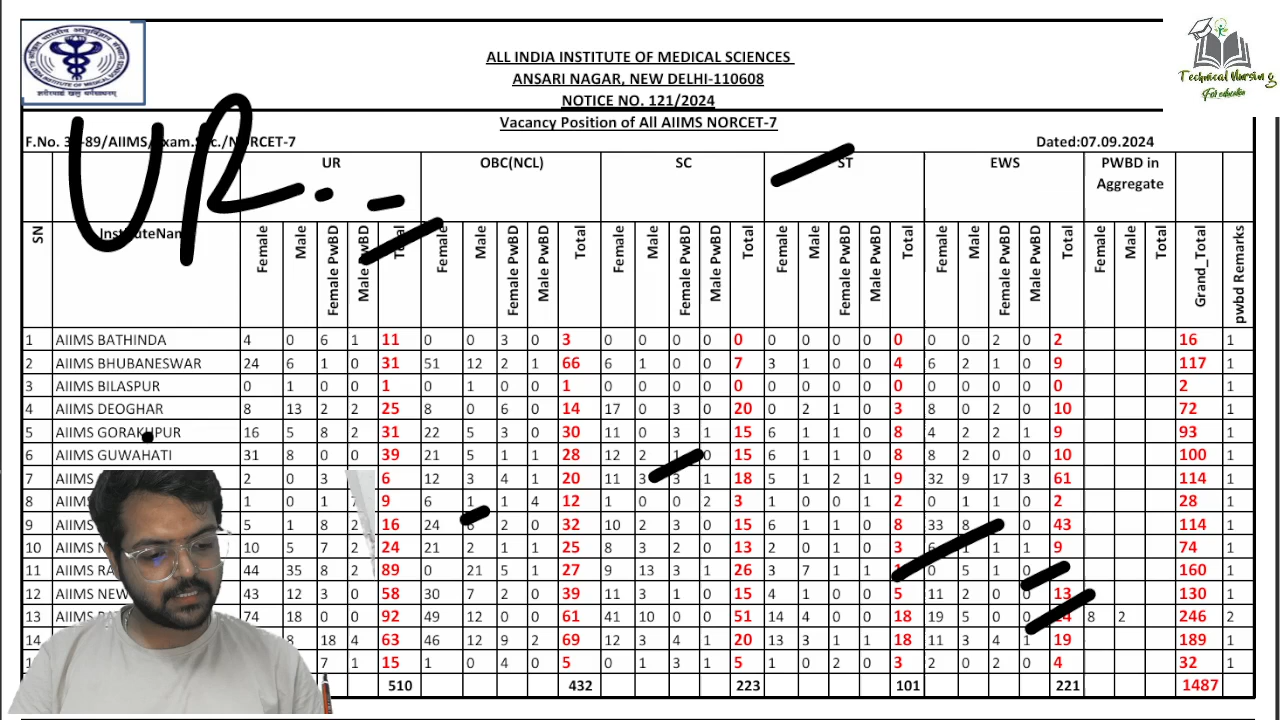 ALL INDIA INSTITUTE OF MEDICAL SCIENCES
ANSARI NAGAR, NEW DELHI-110608
NOTICE NO. 121/2024
Technical Nursing
For education
Vacancy Position of All AIIMS NORCET-7
F.No. -89/AIIMS/Exam.Sec./NORCET-7 Dated:07.09.2024
UR
UR OBC(NCL) SC ST EWS PWBD in Aggregate
SN InstituteName Female Male Female PwBD Male PwBD Total Female Male Female PwBD Male PwBD Total Female Male Female PwBD Male PwBD Total Female Male Female PwBD Male PwBD Total Female Male Female PwBD Male PwBD Total Female Male Total Grand_Total pwbd Remarks
1 AIIMS BATHINDA 4 0 6 1 11 0 0 3 0 3 0 0 0 0 0 0 0 0 0 0 0 0 2 0 2 16 1
2 AIIMS BHUBANESWAR 24 6 1 0 31 51 12 2 1 66 6 1 0 0 7 3 1 0 0 4 6 2 1 0 9 117 1
3 AIIMS BILASPUR 0 1 0 0 1 0 1 0 0 1 0 0 0 0 0 0 0 0 0 0 0 0 0 0 0 2 1
4 AIIMS DEOGHAR 8 13 2 2 25 8 0 6 0 14 17 0 3 0 20 0 2 1 0 3 8 0 2 0 10 72 1
5 AIIMS GORAKHPUR 16 5 8 2 31 22 5 3 0 30 11 0 3 1 15 6 1 1 0 8 4 2 2 1 9 93 1
6 AIIMS GUWAHATI 31 8 0 0 39 21 5 1 1 28 12 2 1 0 15 6 1 1 0 8 8 2 0 0 10 100 1
7 AIIMS 2 0 3 6 12 3 4 1 20 11 3 3 1 18 5 1 2 1 9 32 9 17 3 61 114 1
8 AIIMS 1 0 1 7 9 6 1 1 4 12 1 0 0 2 3 1 0 0 1 2 0 1 1 0 2 28 1
9 AIIMS 5 1 8 2 16 24 6 2 0 32 10 2 3 0 15 6 1 1 0 8 33 8 0 43 114 1
10 AIIMS 10 5 7 2 24 21 2 1 1 25 8 3 2 0 13 2 0 1 0 3 6 1 1 1 9 74 1
11 AIIMS 44 35 8 2 89 0 21 5 1 27 9 13 3 1 26 3 7 1 1 0 5 1 0 160 1
12 AIIMS NEW 43 12 3 0 58 30 7 2 0 39 11 3 1 0 15 4 1 0 0 5 11 2 0 0 13 130 1
13 AIIMS 74 18 0 0 92 49 12 0 0 61 41 10 0 0 51 14 4 0 0 18 19 5 0 0 24 8 2 246 2
14 8 18 4 63 46 12 9 2 69 12 3 4 1 20 13 3 1 1 18 11 3 4 1 19 189 1
7 1 15 1 0 4 0 5 0 1 3 1 5 1 0 2 0 3 2 0 2 0 4 32 1
510 432 223 101 221 1487